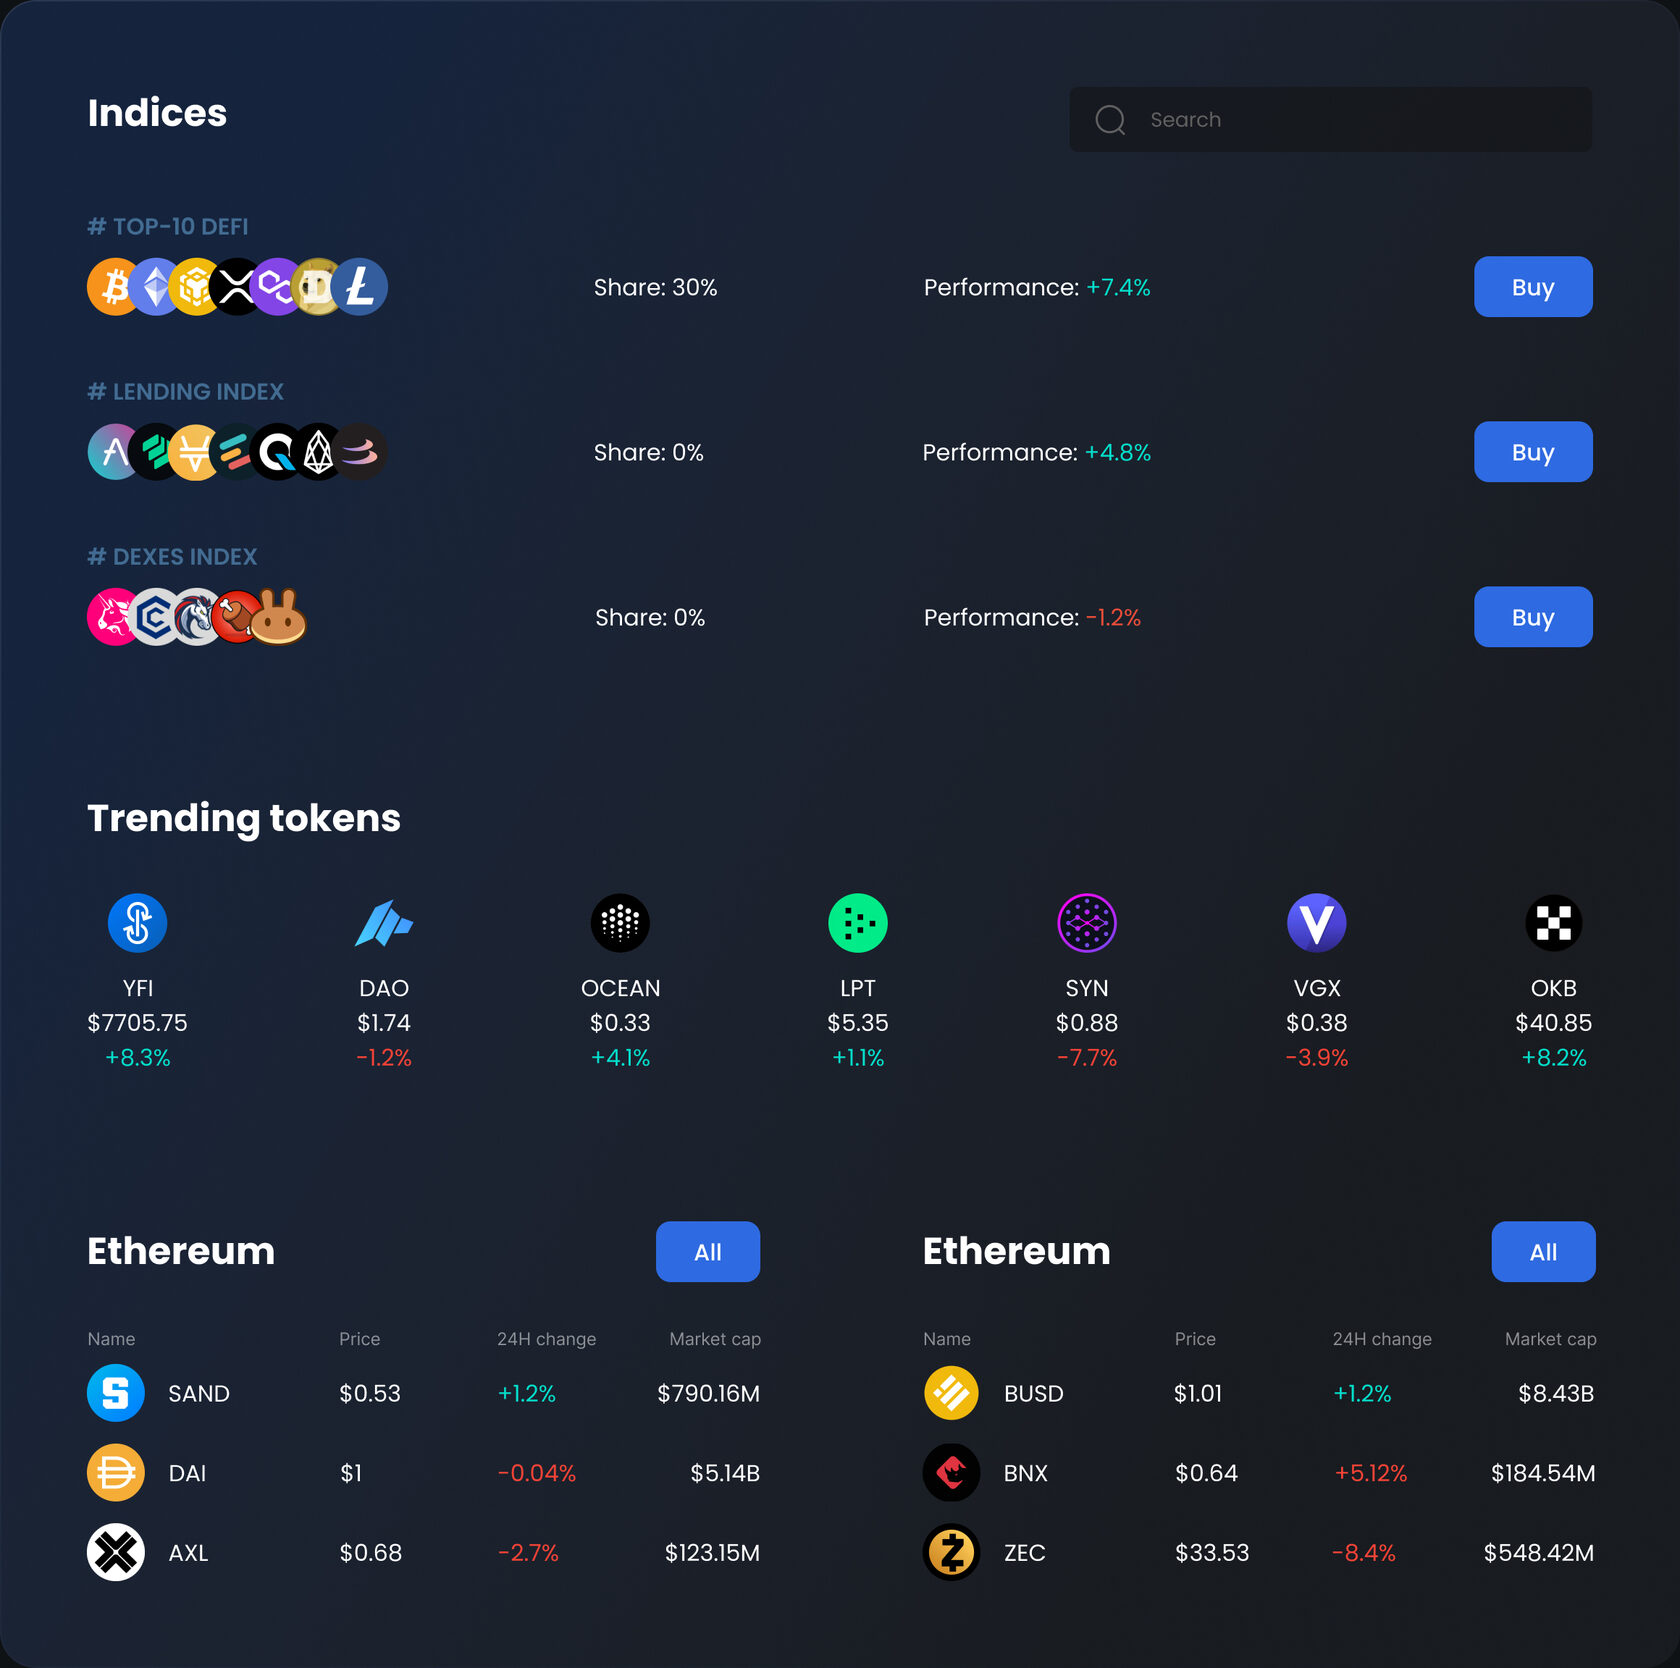 Indices
Search
# TOP-10 DEFI
Share: 30% Performance: +7.4% Buy
# LENDING INDEX
Share: 0% Performance: +4.8% Buy
# DEXES INDEX
Share: 0% Performance: -1.2% Buy
Trending tokens
YFI DAO OCEAN LPT SYN VGX OKB
$7705.75 $1.74 $0.33 $5.35 $0.88 $0.38 $40.85
+8.3% -1.2% +4.1% +1.1% -7.7% -3.9% +8.2%
Ethereum All
Name Price 24H change Market cap
SAND $0.53 +1.2% $790.16M
DAI $1 -0.04% $5.14B
AXL $0.68 -2.7% $123.15M
Ethereum All
Name Price 24H change Market cap
BUSD $1.01 +1.2% $8.43B
BNX $0.64 +5.12% $184.54M
ZEC $33.53 -8.4% $548.42M